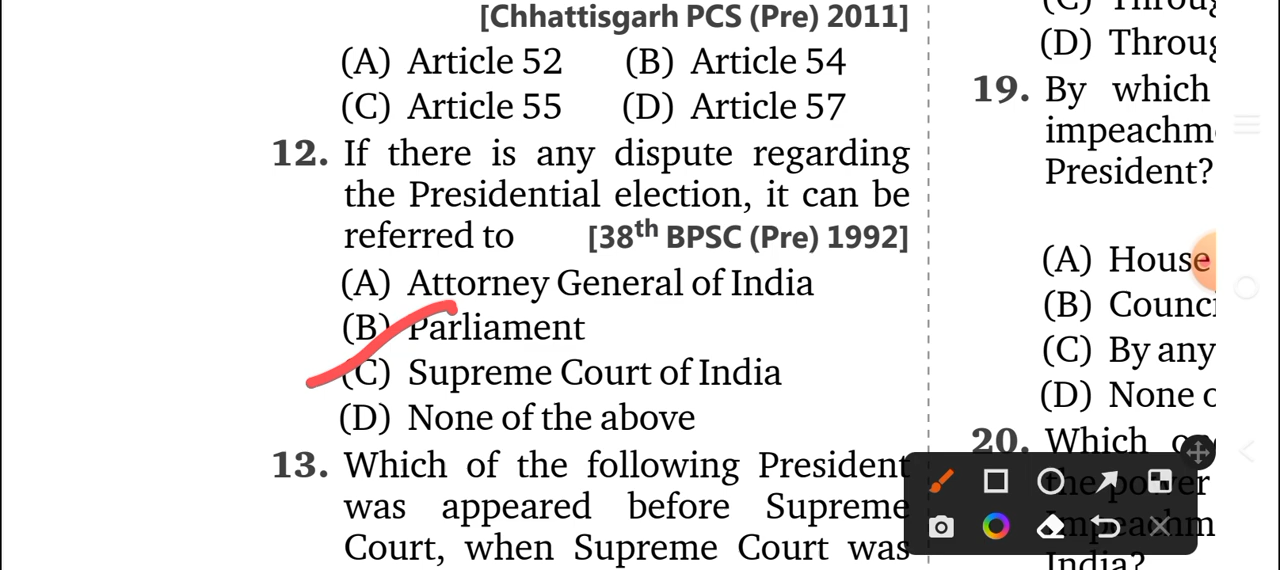 [Chhattisgarh PCS (Pre) 2011]
(A) Article 52 (B) Article 54
(C) Article 55 (D) Article 57
12. If there is any dispute regarding
the Presidential election, it can be
referred to [38th BPSC (Pre) 1992]
(A) Attorney General of India
(B) Parliament
(C) Supreme Court of India
(D) None of the above
13. Which of the following President
was appeared before Supreme
Court, when Supreme Court was
(D)
19. By which
President?
(A) House
(B)
(C) By any
(D) None
20. Which
the power
India?